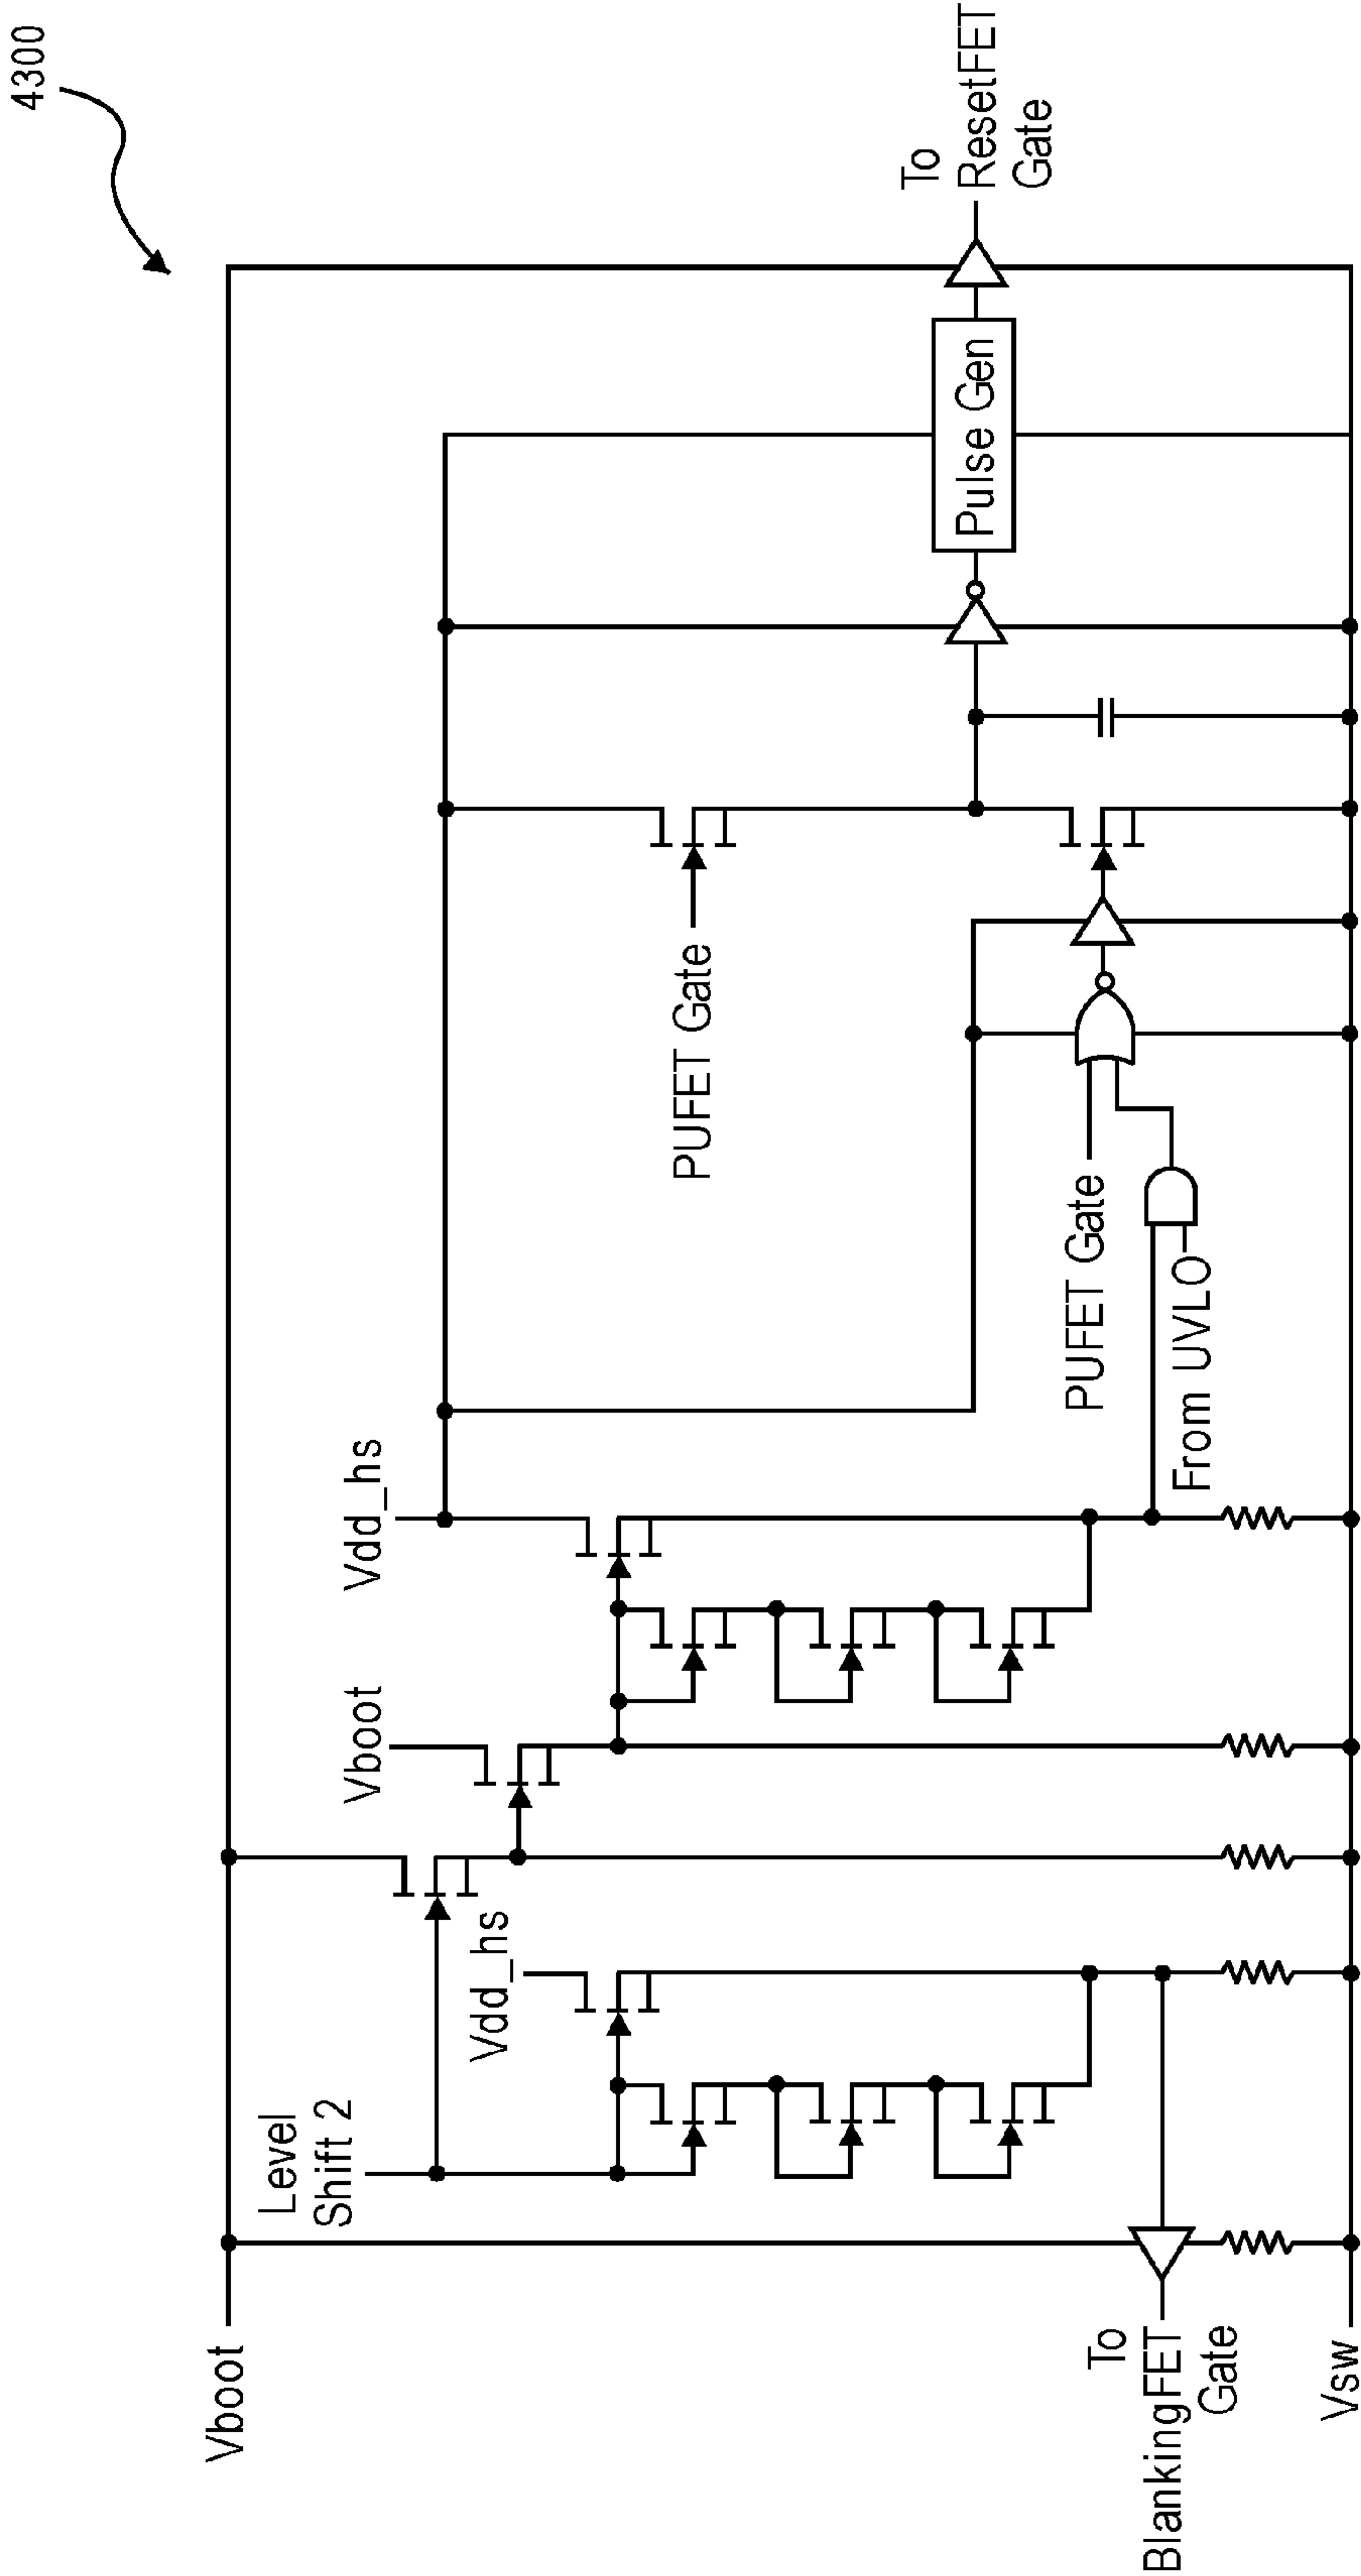 4300
Vboot
Level
Shift 2
Vdd_hs
Vboot
Vdd_hs
PUFET Gate
PUFET Gate
From UVLO
Pulse Gen
To
ResetFET
Gate
To
BlankingFET
Gate
Vsw